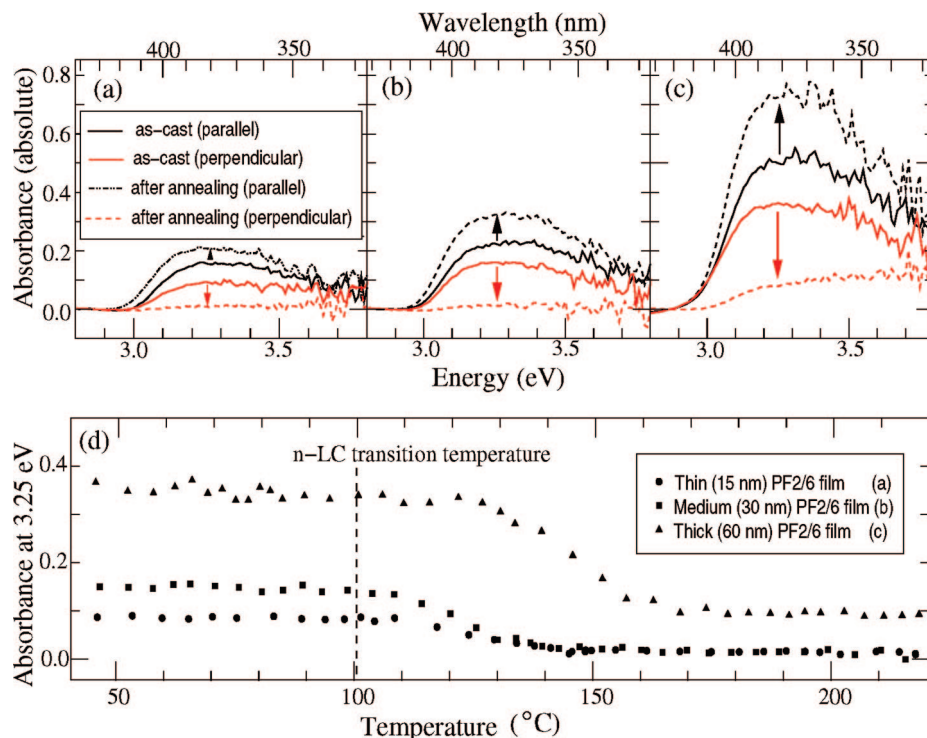 Wavelength (nm)
400 350 400 350 400 350
Absorbance (absolute)
0.8
0.6
0.4
0.2
0.0
(a)
(b)
(c)
as-cast (parallel)
as-cast (perpendicular)
after annealing (parallel)
after annealing (perpendicular)
3.0 3.5 3.0 3.5 3.0 3.5
Energy (eV)
(d)
n-LC transition temperature
Absorbance at 3.25 eV
0.4
0.2
0.0
Thin (15 nm) PF2/6 film (a)
Medium (30 nm) PF2/6 film (b)
Thick (60 nm) PF2/6 film (c)
50 100 150 200
Temperature (°C)